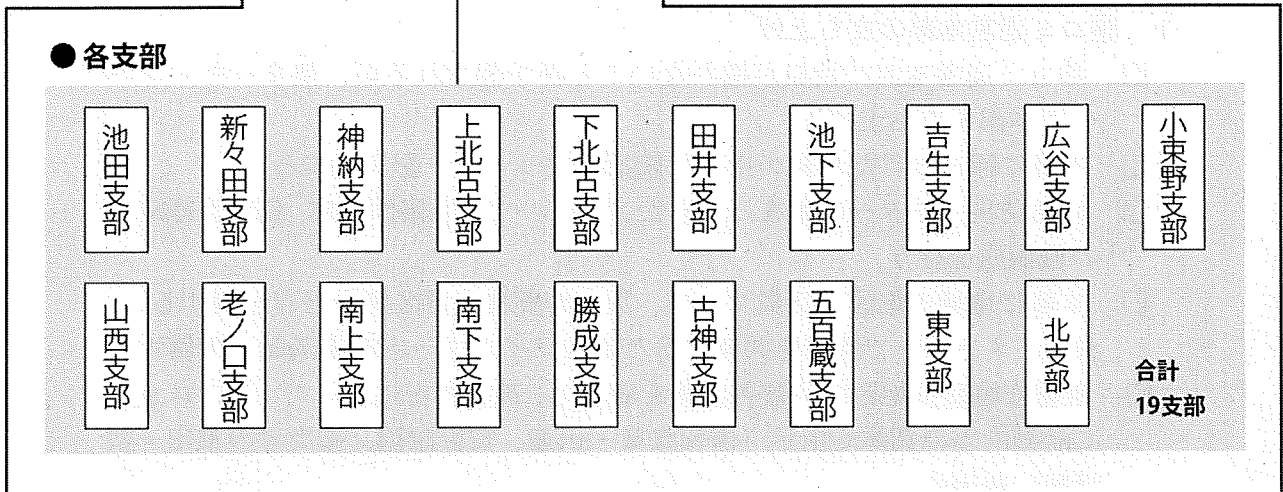 ● 各支部
池田支部
新々田支部
神納支部
上北古支部
下北古支部
田井支部
池下支部
吉生支部
広谷支部
小東野支部
山西支部
老ノ口支部
南上支部
南下支部
勝成支部
古神支部
五百蔵支部
東支部
北支部
合計
19支部